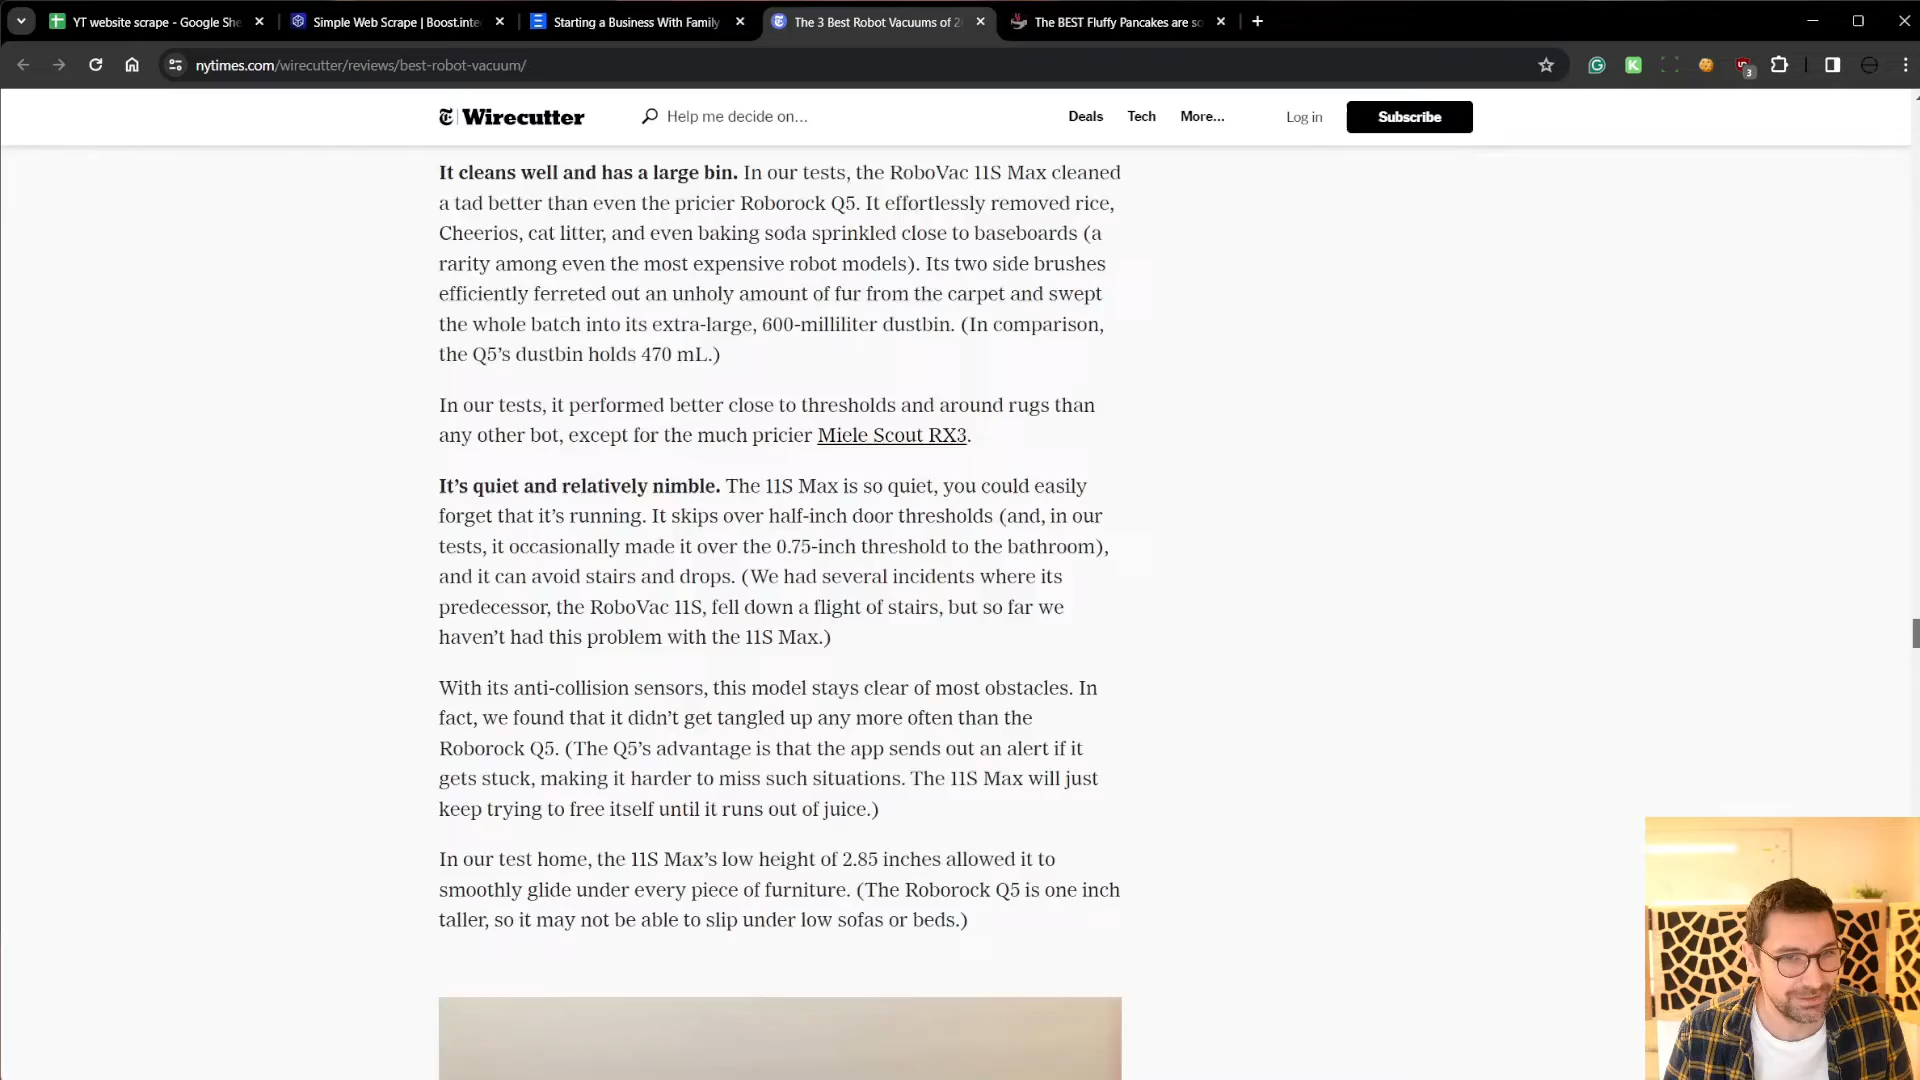 YT website scrape - Google She
Simple Web Scrape | Boost.inte
Starting a Business With Family
The 3 Best Robot Vacuums of 2
The BEST Fluffy Pancakes are so
nytimes.com/wirecutter/reviews/best-robot-vacuum/
3
Wirecutter
Help me decide on...
Deals
Tech
More...
Log in
Subscribe
It cleans well and has a large bin. In our tests, the RoboVac 11S Max cleaned
a tad better than even the pricier Roborock Q5. It effortlessly removed rice,
Cheerios, cat litter, and even baking soda sprinkled close to baseboards (a
rarity among even the most expensive robot models). Its two side brushes
efficiently ferreted out an unholy amount of fur from the carpet and swept
the whole batch into its extra-large, 600-milliliter dustbin. (In comparison,
the Q5’s dustbin holds 470 mL.)
In our tests, it performed better close to thresholds and around rugs than
any other bot, except for the much pricier Miele Scout RX3.
It’s quiet and relatively nimble. The 11S Max is so quiet, you could easily
forget that it’s running. It skips over half-inch door thresholds (and, in our
tests, it occasionally made it over the 0.75-inch threshold to the bathroom),
and it can avoid stairs and drops. (We had several incidents where its
predecessor, the RoboVac 11S, fell down a flight of stairs, but so far we
haven’t had this problem with the 11S Max.)
With its anti-collision sensors, this model stays clear of most obstacles. In
fact, we found that it didn’t get tangled up any more often than the
Roborock Q5. (The Q5’s advantage is that the app sends out an alert if it
gets stuck, making it harder to miss such situations. The 11S Max will just
keep trying to free itself until it runs out of juice.)
In our test home, the 11S Max’s low height of 2.85 inches allowed it to
smoothly glide under every piece of furniture. (The Roborock Q5 is one inch
taller, so it may not be able to slip under low sofas or beds.)